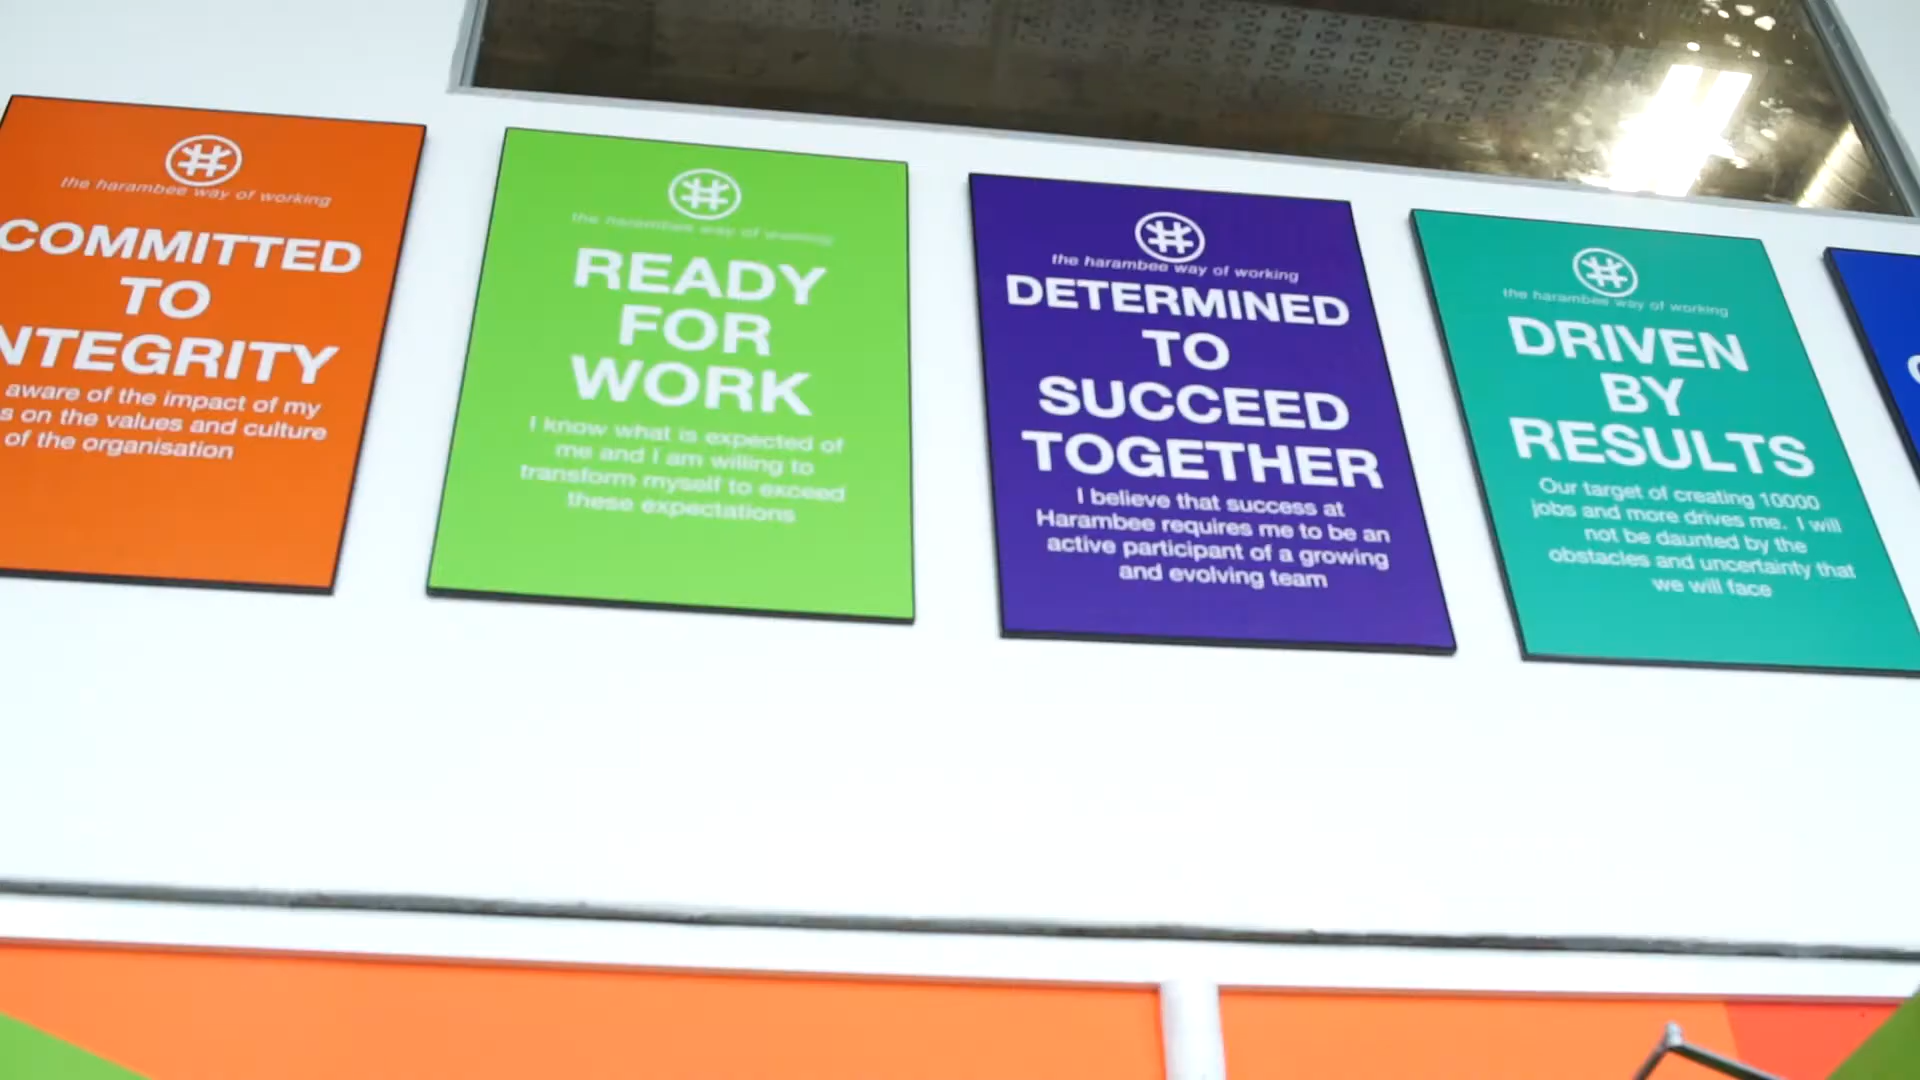 the harambee way of working
COMMITTED
TO
NTEGRITY
aware of the impact of my
s on the values and culture
of the organisation
the harambee way of working
READY
FOR
WORK
I know what is expected of
me and I am willing to
transform myself to exceed
these expectations
the harambee way of working
DETERMINED
TO
SUCCEED
TOGETHER
I believe that success at
Harambee requires me to be an
active participant of a growing
and evolving team
the harambee way of working
DRIVEN
BY
RESULTS
Our target of creating 10000
jobs and more drives me. I will
not be daunted by the
obstacles and uncertainty that
we will face